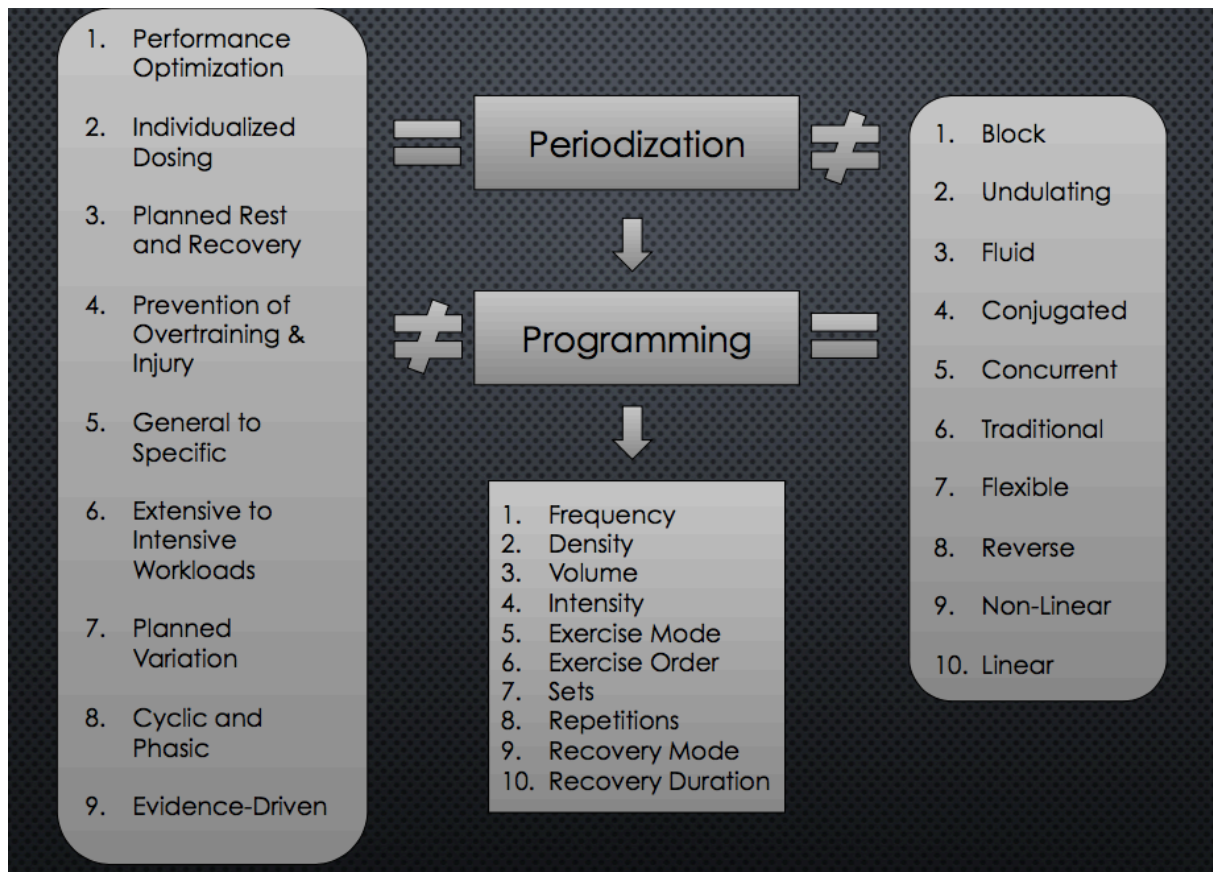 1. Performance
Optimization
2. Individualized
Dosing
3. Planned Rest
and Recovery
4. Prevention of
Overtraining &
Injury
5. General to
Specific
6. Extensive to
Intensive
Workloads
7. Planned
Variation
8. Cyclic and
Phasic
9. Evidence-Driven
=
Periodization
≠
≠
Programming
=
1. Frequency
2. Density
3. Volume
4. Intensity
5. Exercise Mode
6. Exercise Order
7. Sets
8. Repetitions
9. Recovery Mode
10. Recovery Duration
1. Block
2. Undulating
3. Fluid
4. Conjugated
5. Concurrent
6. Traditional
7. Flexible
8. Reverse
9. Non-Linear
10. Linear